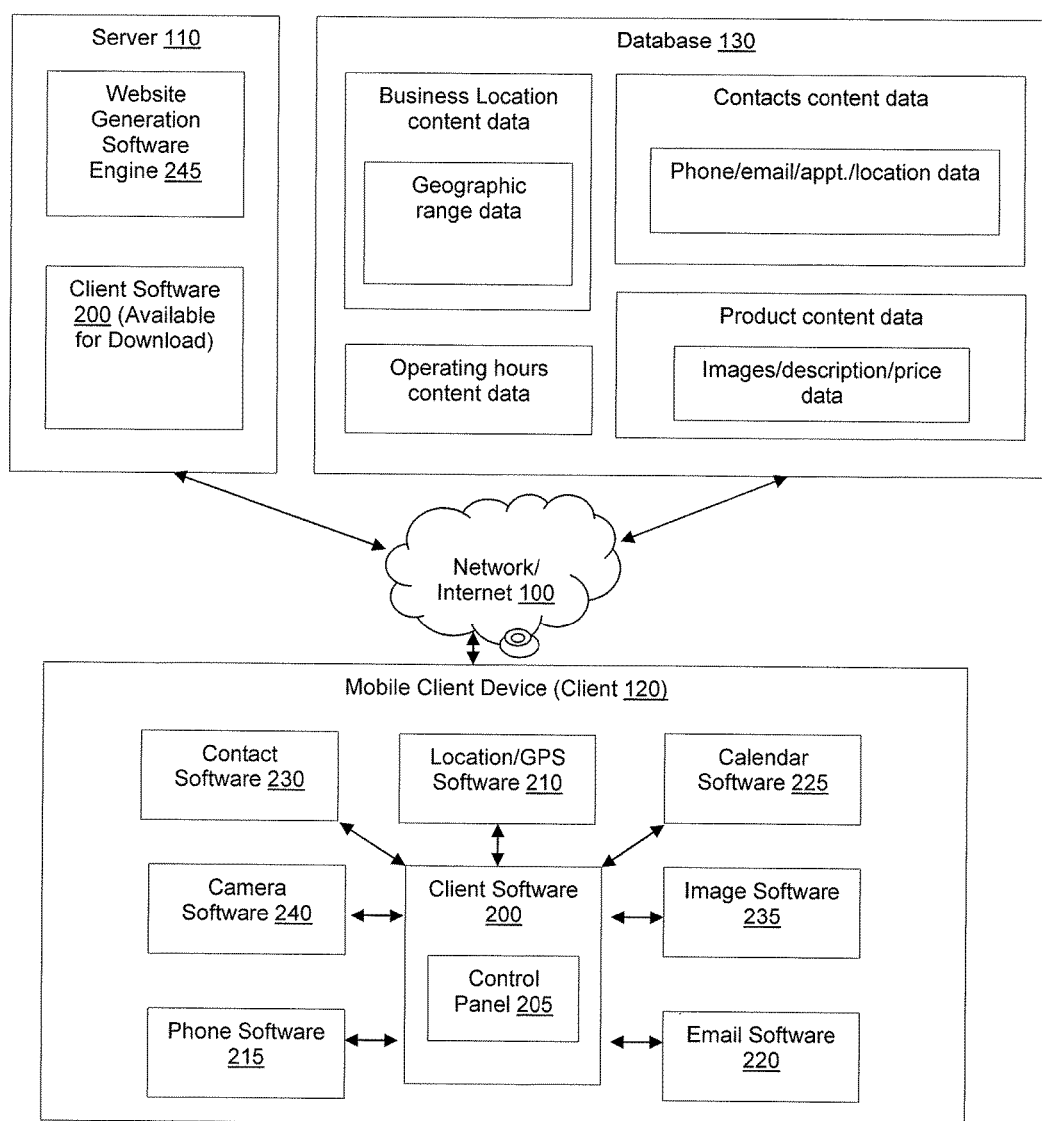 Server 110
Website
Generation
Software
Engine 245
Client Software
200 (Available
for Download)
Database 130
Business Location
content data
Geographic
range data
Operating hours
content data
Contacts content data
Phone/email/appt./location data
Product content data
Images/description/price
data
Network/
Internet 100
Mobile Client Device (Client 120)
Contact
Software 230
Location/GPS
Software 210
Calendar
Software 225
Camera
Software 240
Client Software
200
Image Software
235
Control
Panel 205
Phone Software
215
Email Software
220